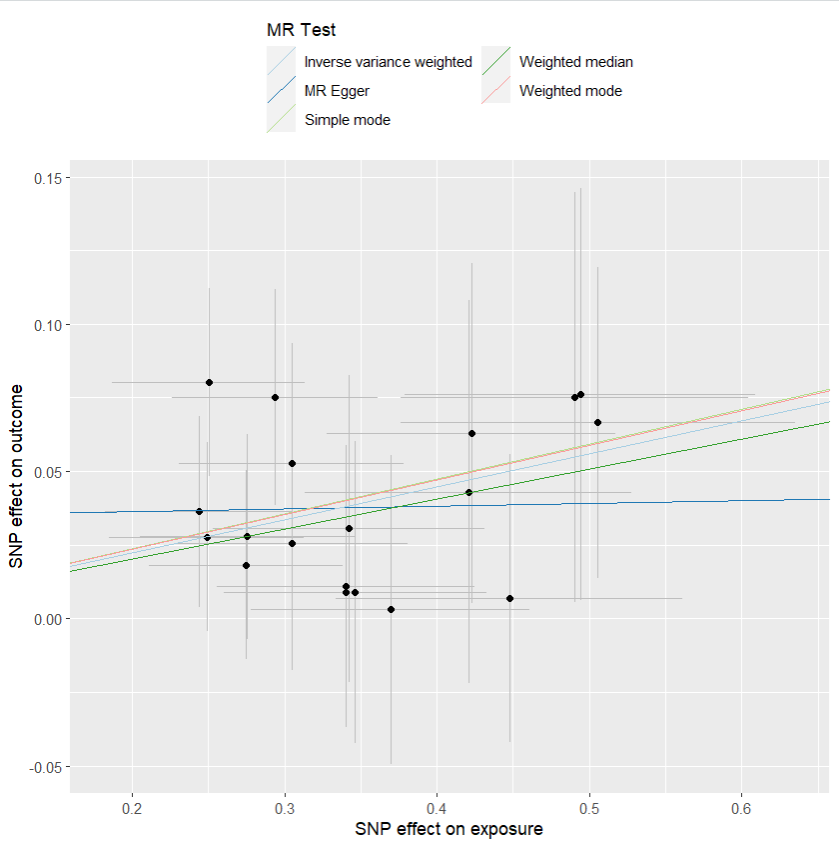 MR Test
Inverse variance weighted
Weighted median
MR Egger
Weighted mode
Simple mode
0.15
0.10
0.05
0.00
-0.05
SNP effect on outcome
0.2 0.3 0.4 0.5 0.6
SNP effect on exposure